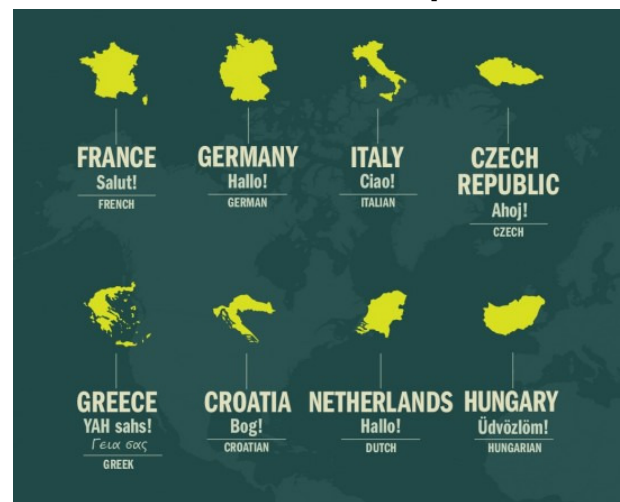 FRANCE
Salut!
FRENCH
GERMANY
Hallo!
GERMAN
ITALY
Ciao!
ITALIAN
CZECH
REPUBLIC
Ahoj!
CZECH
GREECE
YAH sahs!
Γεια σας
GREEK
CROATIA
Bog!
CROATIAN
NETHERLANDS
Hallo!
DUTCH
HUNGARY
Üdvözlöm!
HUNGARIAN